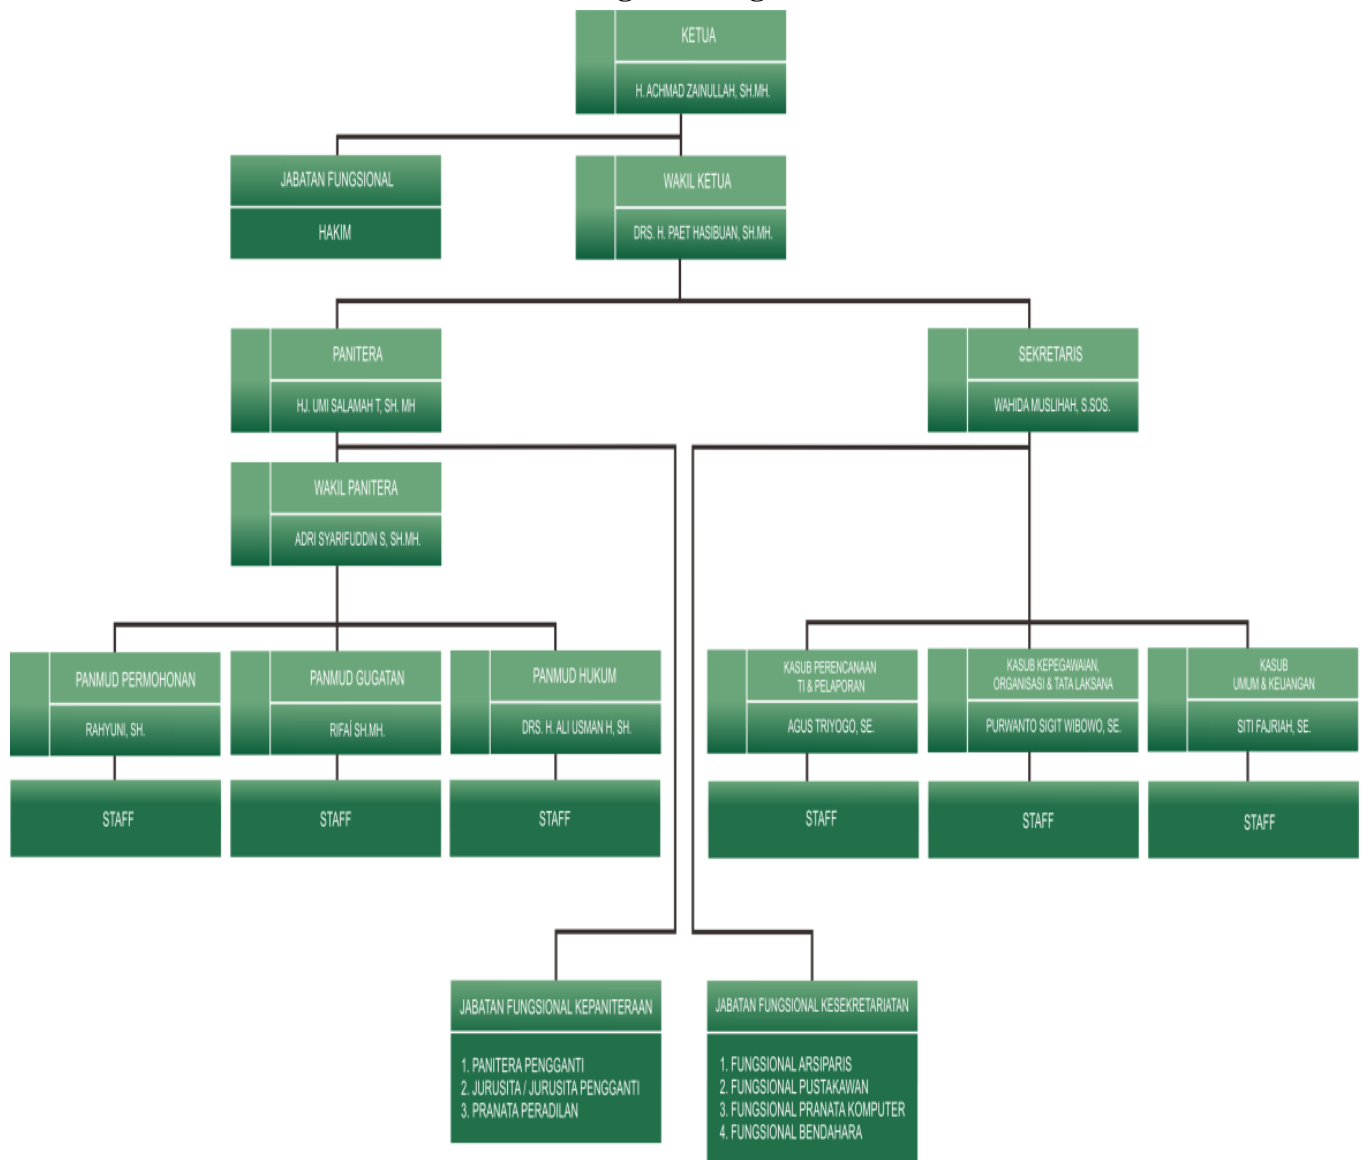 KETUA
H. ACHMAD ZAINULLAH, SH.MH.
JABATAN FUNGSIONAL
HAKIM
WAKIL KETUA
DRS. H. PAET HASIBUAN, SH.MH.
PANITERA
HJ. UMI SALAMAH T, SH. MH
SEKRETARIS
WAHIDA MUSLIHAH, S.SOS.
WAKIL PANITERA
ADRI SYARIFUDDIN S, SH.MH.
PANMUD PERMOHONAN
RAHYUNI, SH.
PANMUD GUGATAN
RIFAÍ SH.MH.
PANMUD HUKUM
DRS. H. ALI USMAN H, SH.
KASUB PERENCANAAN
TI & PELAPORAN
AGUS TRIYOGO, SE.
KASUB KEPEGAWAIAN,
ORGANISASI & TATA LAKSANA
PURWANTO SIGIT WIBOWO, SE.
KASUB
UMUM & KEUANGAN
SITI FAJRIAH, SE.
STAFF
STAFF
STAFF
STAFF
STAFF
STAFF
JABATAN FUNGSIONAL KEPANITERAAN
1. PANITERA PENGGANTI
2. JURUSITA / JURUSITA PENGGANTI
3. PRANATA PERADILAN
JABATAN FUNGSIONAL KESEKRETARIATAN
1. FUNGSIONAL ARSIPARIS
2. FUNGSIONAL PUSTAKAWAN
3. FUNGSIONAL PRANATA KOMPUTER
4. FUNGSIONAL BENDAHARA